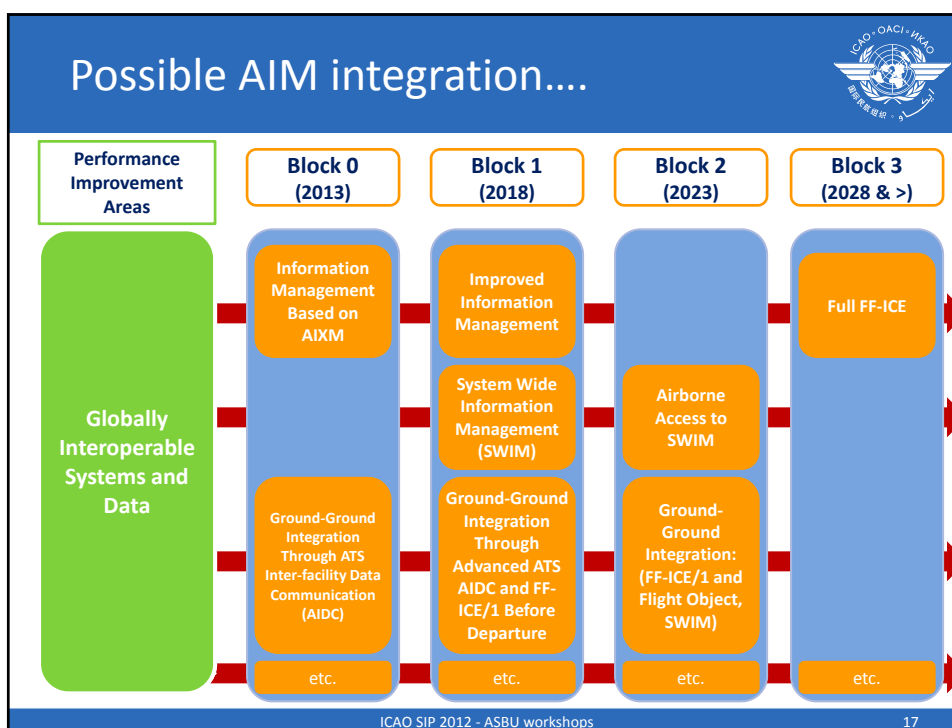 Possible AIM integration....
ICAO · OACI · ИКАО
Performance
Improvement
Areas
Block 0
(2013)
Block 1
(2018)
Block 2
(2023)
Block 3
(2028 & >)
Globally
Interoperable
Systems and
Data
Information
Management
Based on
AIXM
Improved
Information
Management
Full FF-ICE
System Wide
Information
Management
(SWIM)
Airborne
Access to
SWIM
Ground-Ground
Integration
Through ATS
Inter-facility Data
Communication
(AIDC)
Ground-Ground
Integration
Through
Advanced ATS
AIDC and FF-
ICE/1 Before
Departure
Ground-
Ground
Integration:
(FF-ICE/1 and
Flight Object,
SWIM)
etc.
etc.
etc.
etc.
ICAO SIP 2012 - ASBU workshops
17